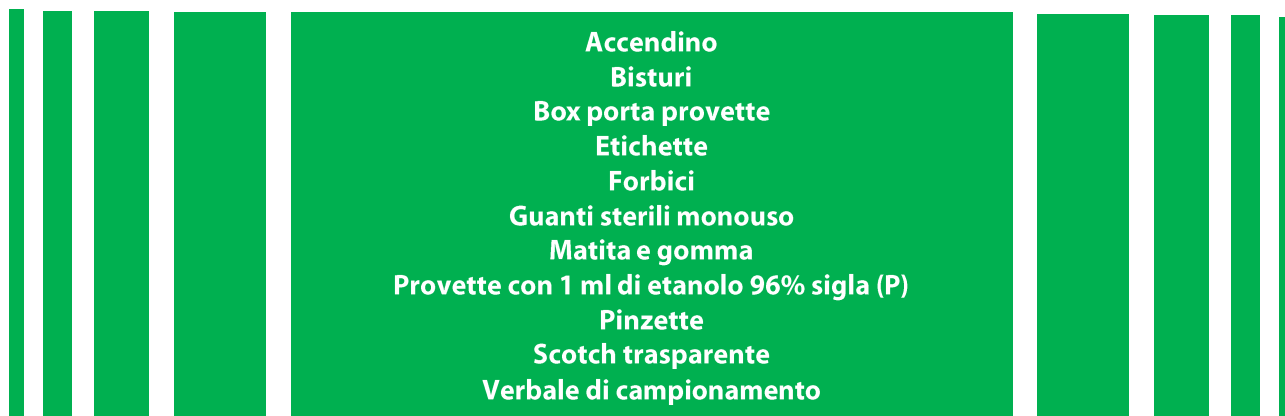 Accendino
Bisturi
Box porta provette
Etichette
Forbici
Guanti sterili monouso
Matita e gomma
Provette con 1 ml di etanolo 96% sigla (P)
Pinzette
Scotch trasparente
Verbale di campionamento